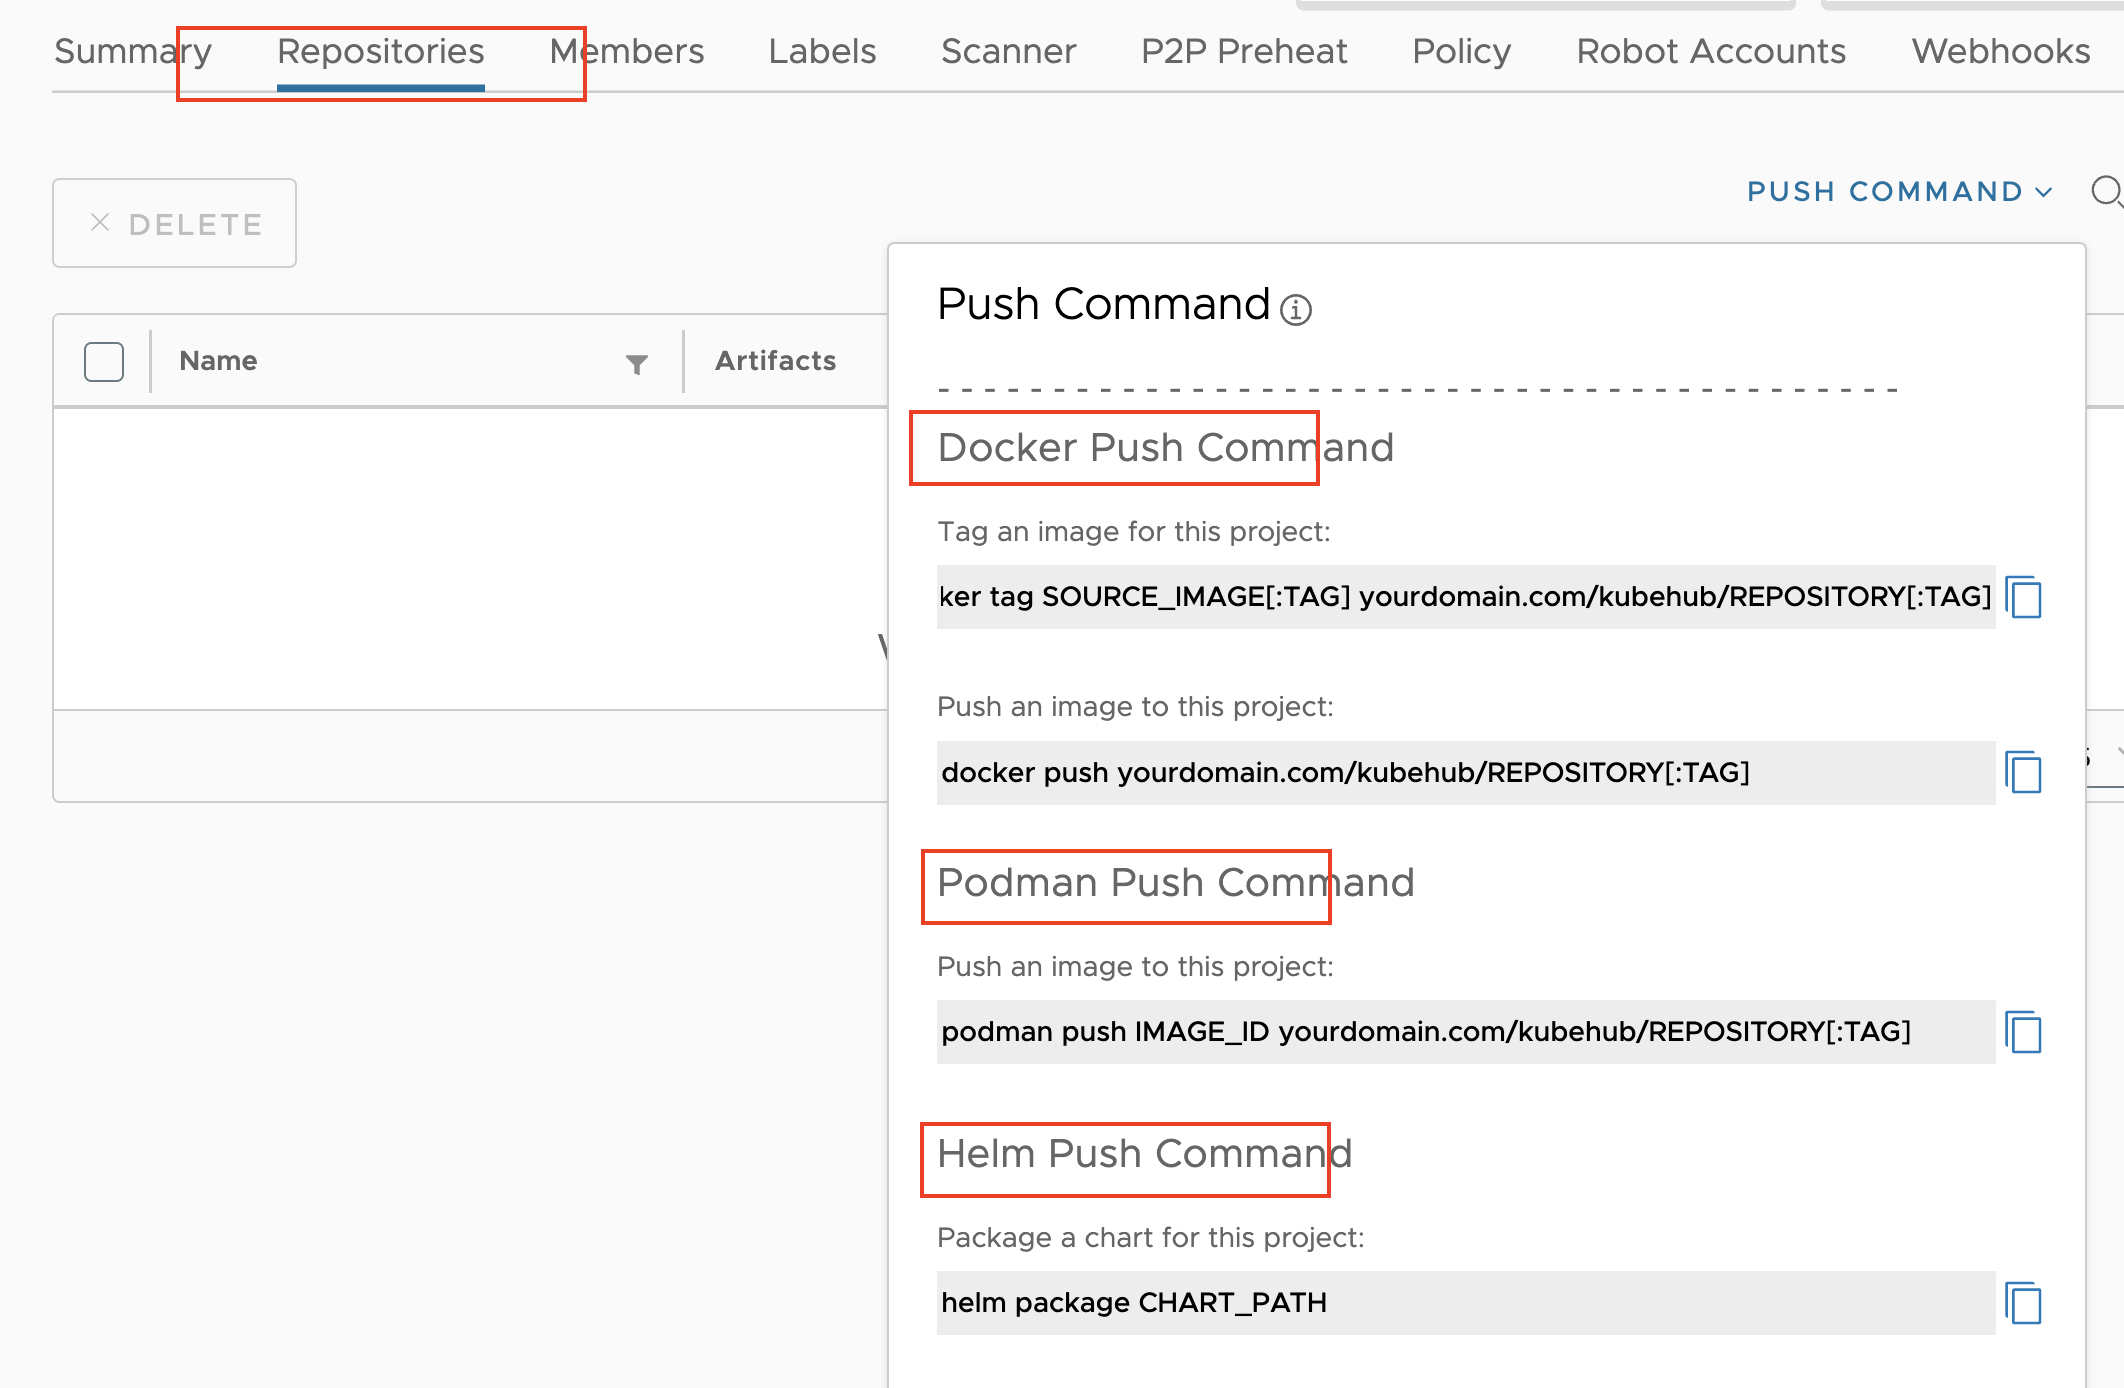 Summary Repositories Members Labels Scanner P2P Preheat Policy Robot Accounts Webhooks
DELETE
PUSH COMMAND
Name Artifacts
Push Command
Docker Push Command
Tag an image for this project:
ker tag SOURCE_IMAGE[:TAG] yourdomain.com/kubehub/REPOSITORY[:TAG]
Push an image to this project:
docker push yourdomain.com/kubehub/REPOSITORY[:TAG]
Podman Push Command
Push an image to this project:
podman push IMAGE_ID yourdomain.com/kubehub/REPOSITORY[:TAG]
Helm Push Command
Package a chart for this project:
helm package CHART_PATH